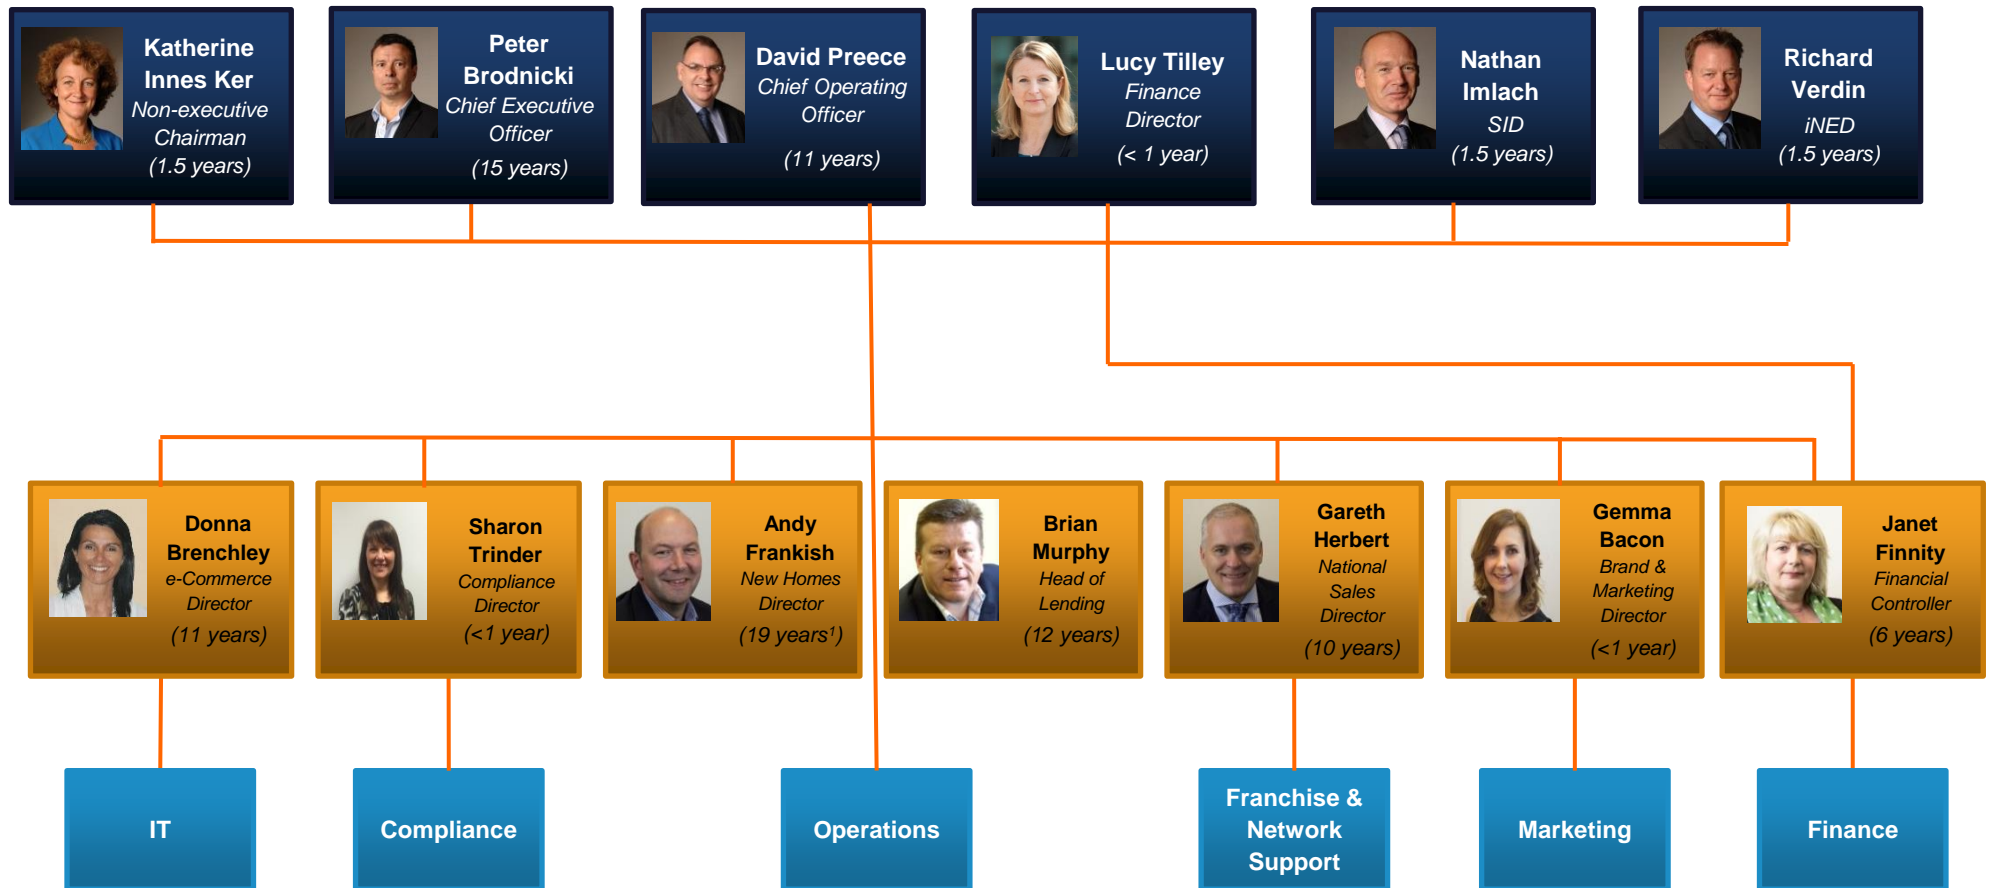 Katherine
Innes Ker
Non-executive
Chairman
(1.5 years)
Peter
Brodnicki
Chief Executive
Officer
(15 years)
David Preece
Chief Operating
Officer
(11 years)
Lucy Tilley
Finance
Director
(< 1 year)
Nathan
Imlach
SID
(1.5 years)
Richard
Verdin
iNED
(1.5 years)
Donna
Brenchley
e-Commerce
Director
(11 years)
Sharon
Trinder
Compliance
Director
(<1 year)
Andy
Frankish
New Homes
Director
(19 years¹)
Brian
Murphy
Head of
Lending
(12 years)
Gareth
Herbert
National
Sales
Director
(10 years)
Gemma
Bacon
Brand &
Marketing
Director
(<1 year)
Janet
Finnity
Financial
Controller
(6 years)
IT
Compliance
Operations
Franchise &
Network
Support
Marketing
Finance